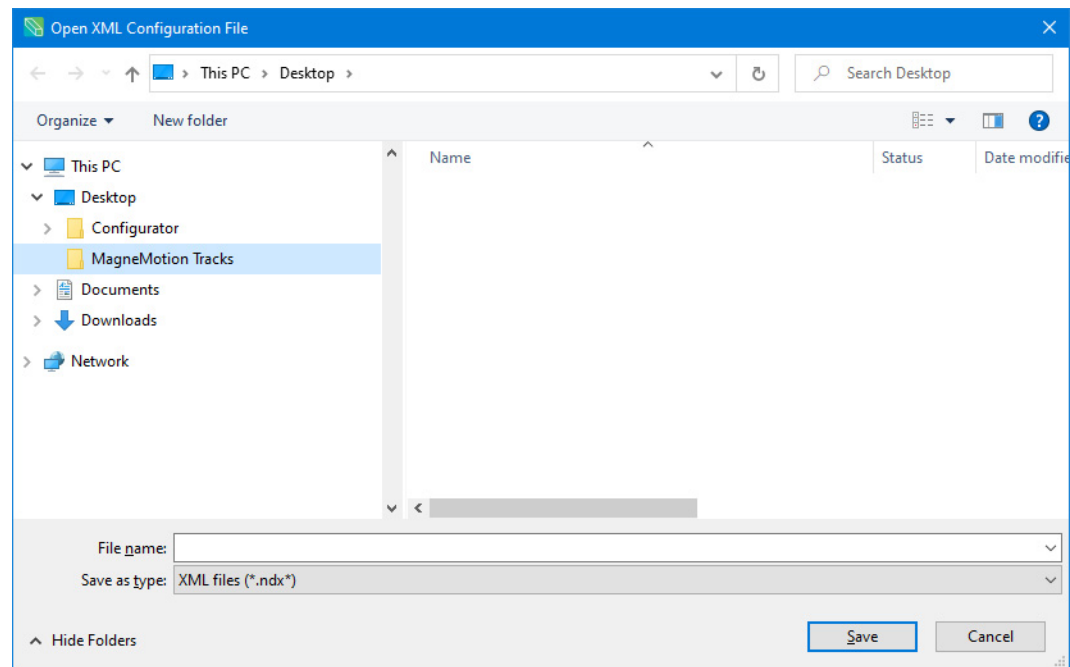 Open XML Configuration File
This PC > Desktop >
Search Desktop
Organize New folder
Name Status Date modifie
This PC
Desktop
Configurator
MagneMotion Tracks
Documents
Downloads
Network
File name:
Save as type: XML files (*.ndx*)
Hide Folders Save Cancel